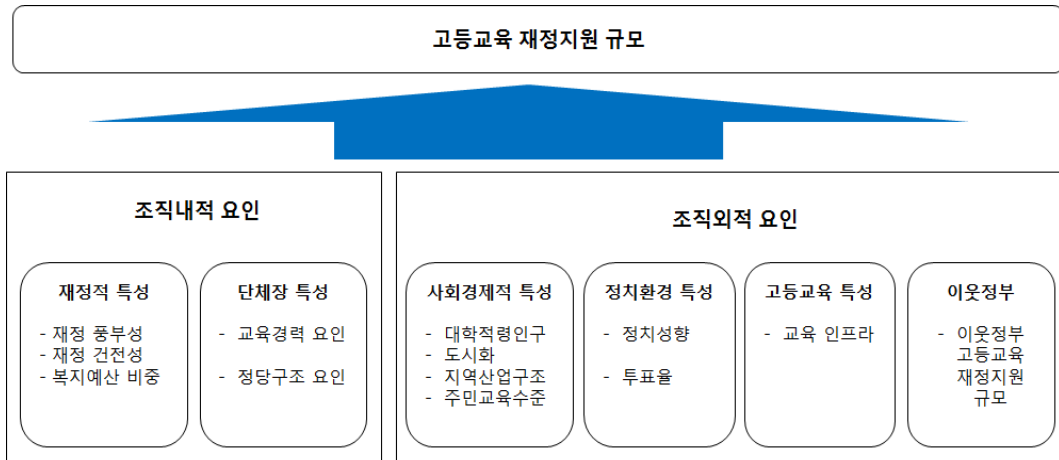 고등교육 재정지원 규모
조직내적 요인
재정적 특성
- 재정 풍부성
- 재정 건전성
- 복지예산 비중
단체장 특성
- 교육경력 요인
- 정당구조 요인
조직외적 요인
사회경제적 특성
- 대학적령인구
- 도시화
- 지역산업구조
- 주민교육수준
정치환경 특성
- 정치성향
- 투표율
고등교육 특성
- 교육 인프라
이웃정부
- 이웃정부
고등교육
재정지원
규모